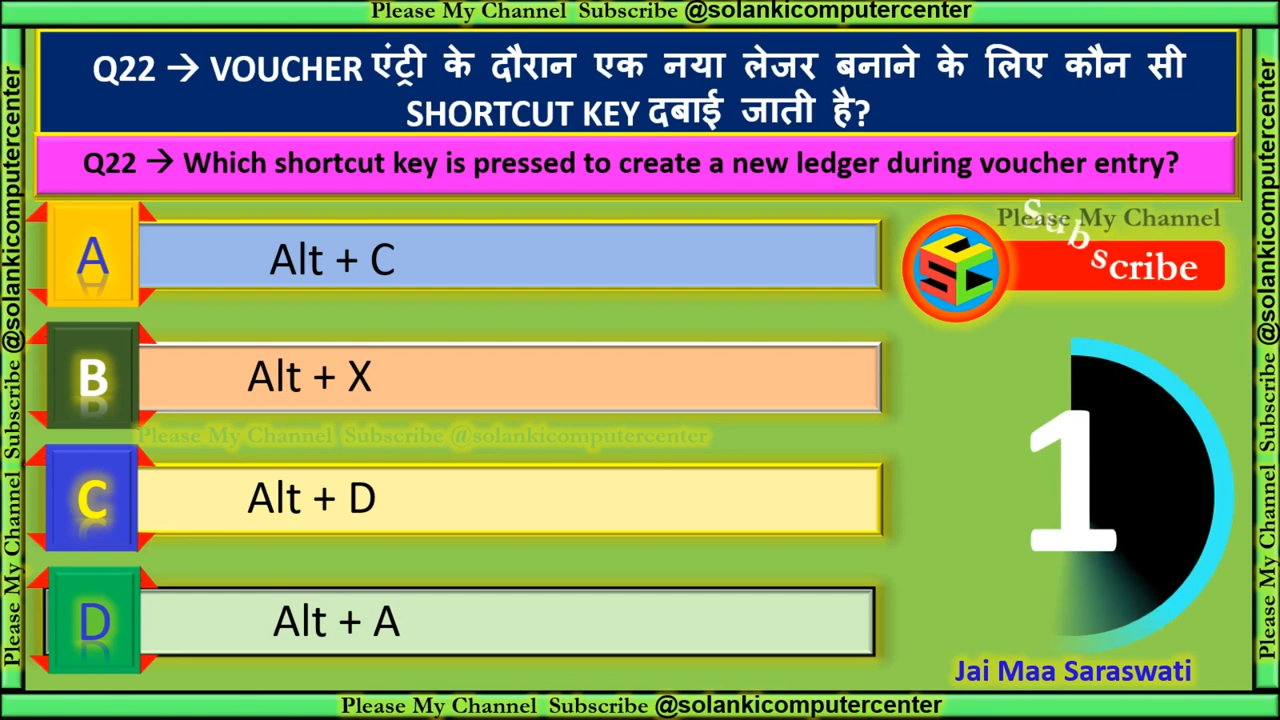 Please My Channel Subscribe @solankicomputercenter
Please My Channel Subscribe @solankicomputercenter
Q22 → VOUCHER एंट्री के दौरान एक नया लेजर बनाने के लिए कौन सी
SHORTCUT KEY दबाई जाती है?
Q22 → Which shortcut key is pressed to create a new ledger during voucher entry?
A
Alt + C
Please My Channel
Subscribe
CSC
B
Alt + X
Please My Channel Subscribe @solankicomputercenter
C
Alt + D
1
D
Alt + A
Jai Maa Saraswati
Please My Channel Subscribe @solankicomputercenter
Please My Channel Subscribe @solankicomputercenter